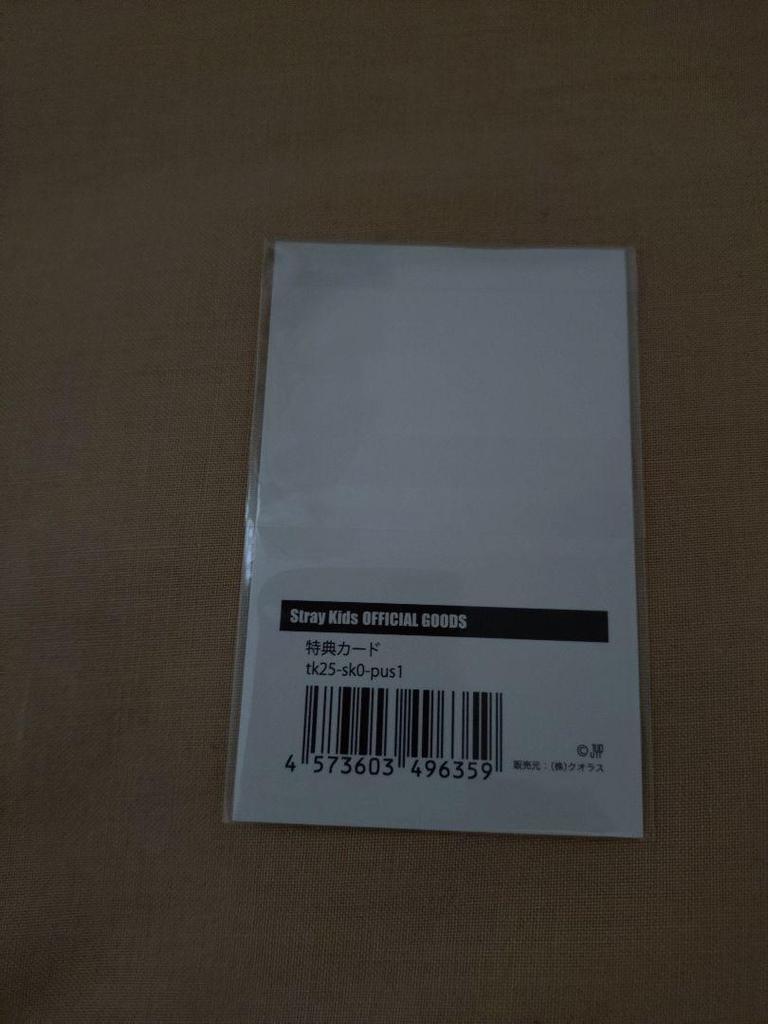 Stray Kids OFFICIAL GOODS
特典カード
tk25-sk0-pus1
4 573603 496359
©
販売元：(株)クオラス